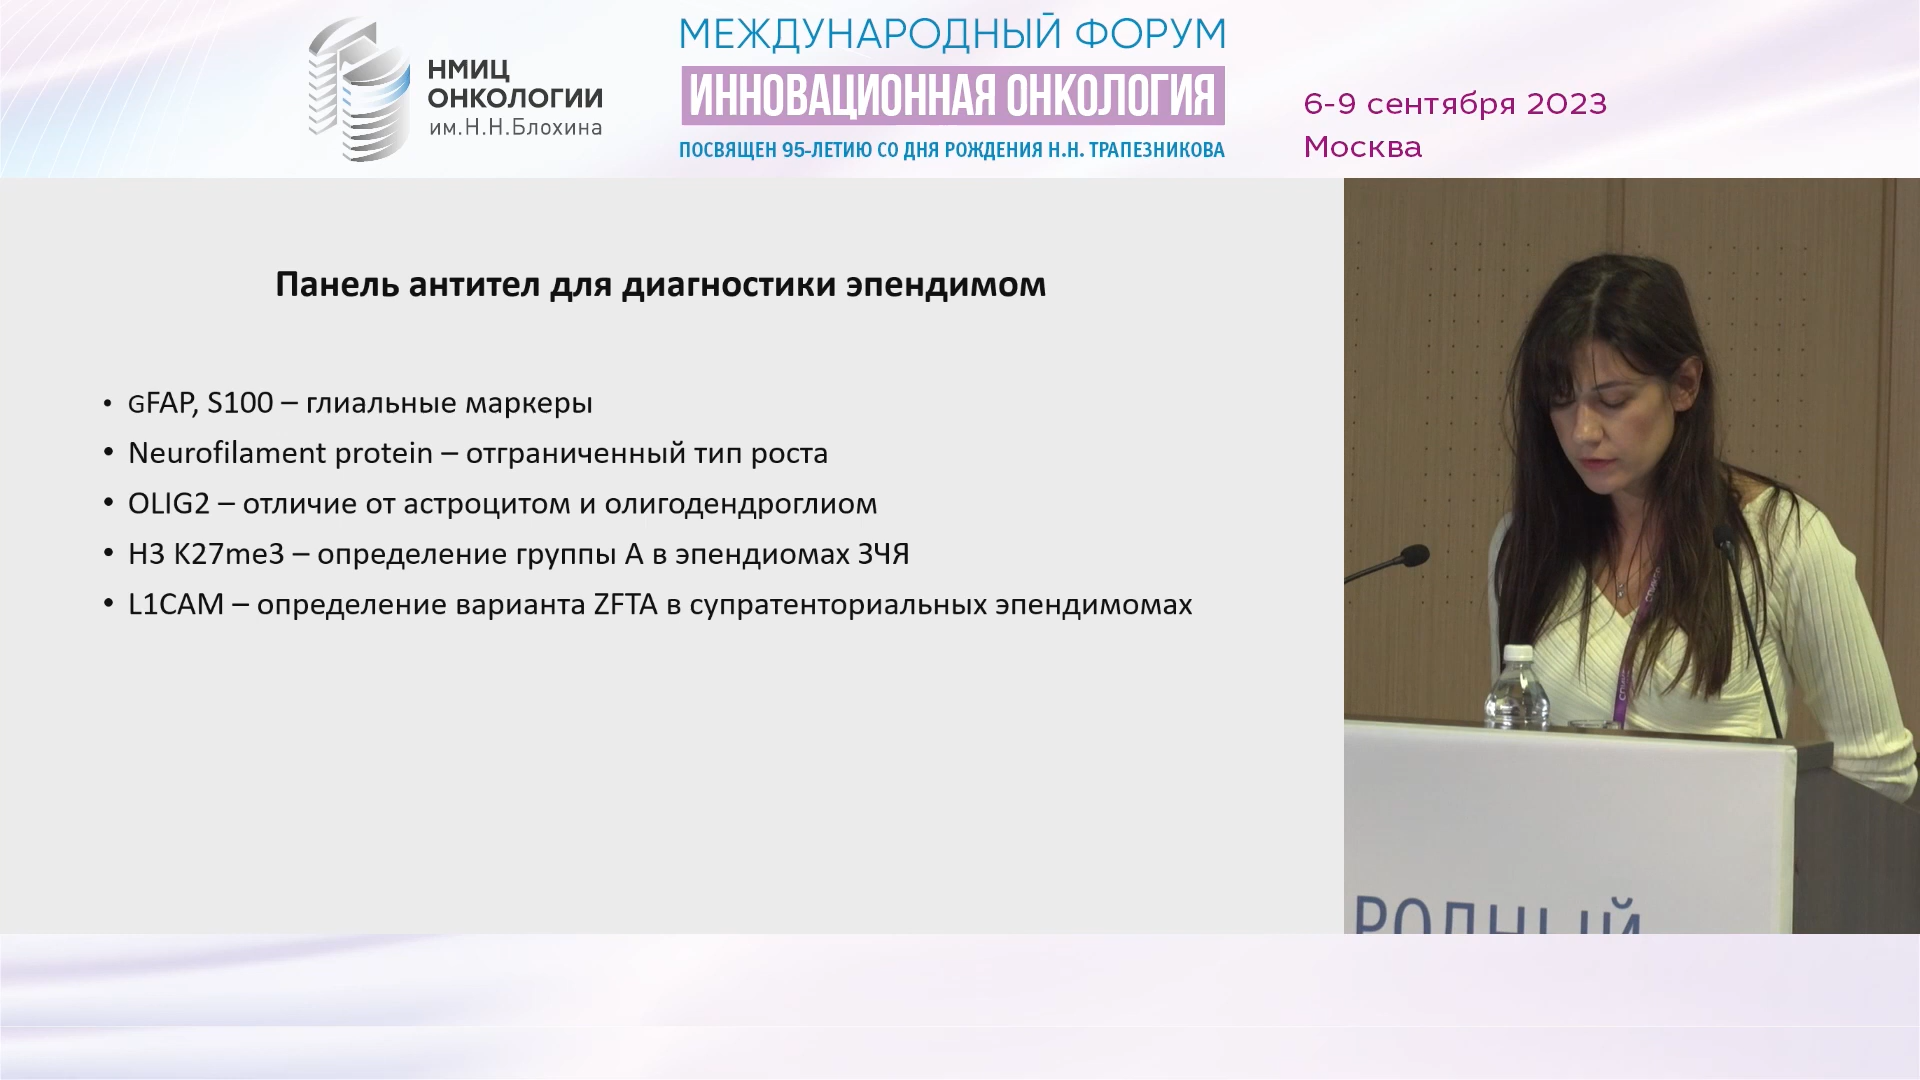 НМИЦ
ОНКОЛОГИИ
им.Н.Н.Блохина
МЕЖДУНАРОДНЫЙ ФОРУМ
ИННОВАЦИОННАЯ ОНКОЛОГИЯ
ПОСВЯЩЕН 95-ЛЕТИЮ СО ДНЯ РОЖДЕНИЯ Н.Н. ТРАПЕЗНИКОВА
6-9 сентября 2023
Москва
Панель антител для диагностики эпендимом
• GFAP, S100 – глиальные маркеры
• Neurofilament protein – отграниченный тип роста
• OLIG2 – отличие от астроцитом и олигодендроглиом
• H3 K27me3 – определение группы А в эпендиомах ЗЧЯ
• L1CAM – определение варианта ZFTA в супратенториальных эпендимомах
РОДНЫЙ